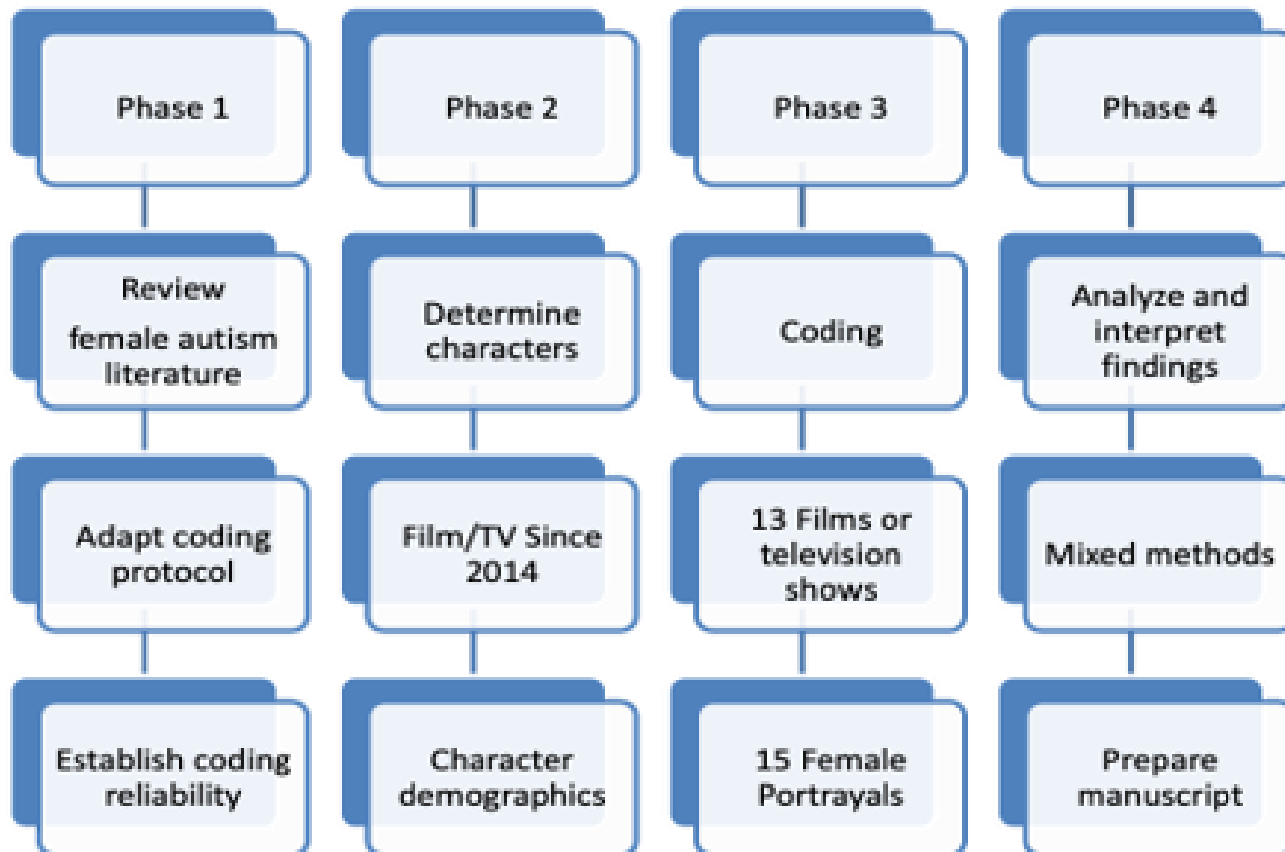 Phase 1
Review
female autism
literature
Adapt coding
protocol
Establish coding
reliability
Phase 2
Determine
characters
Film/TV Since
2014
Character
demographics
Phase 3
Coding
13 Films or
television
shows
15 Female
Portrayals
Phase 4
Analyze and
interpret
findings
Mixed methods
Prepare
manuscript